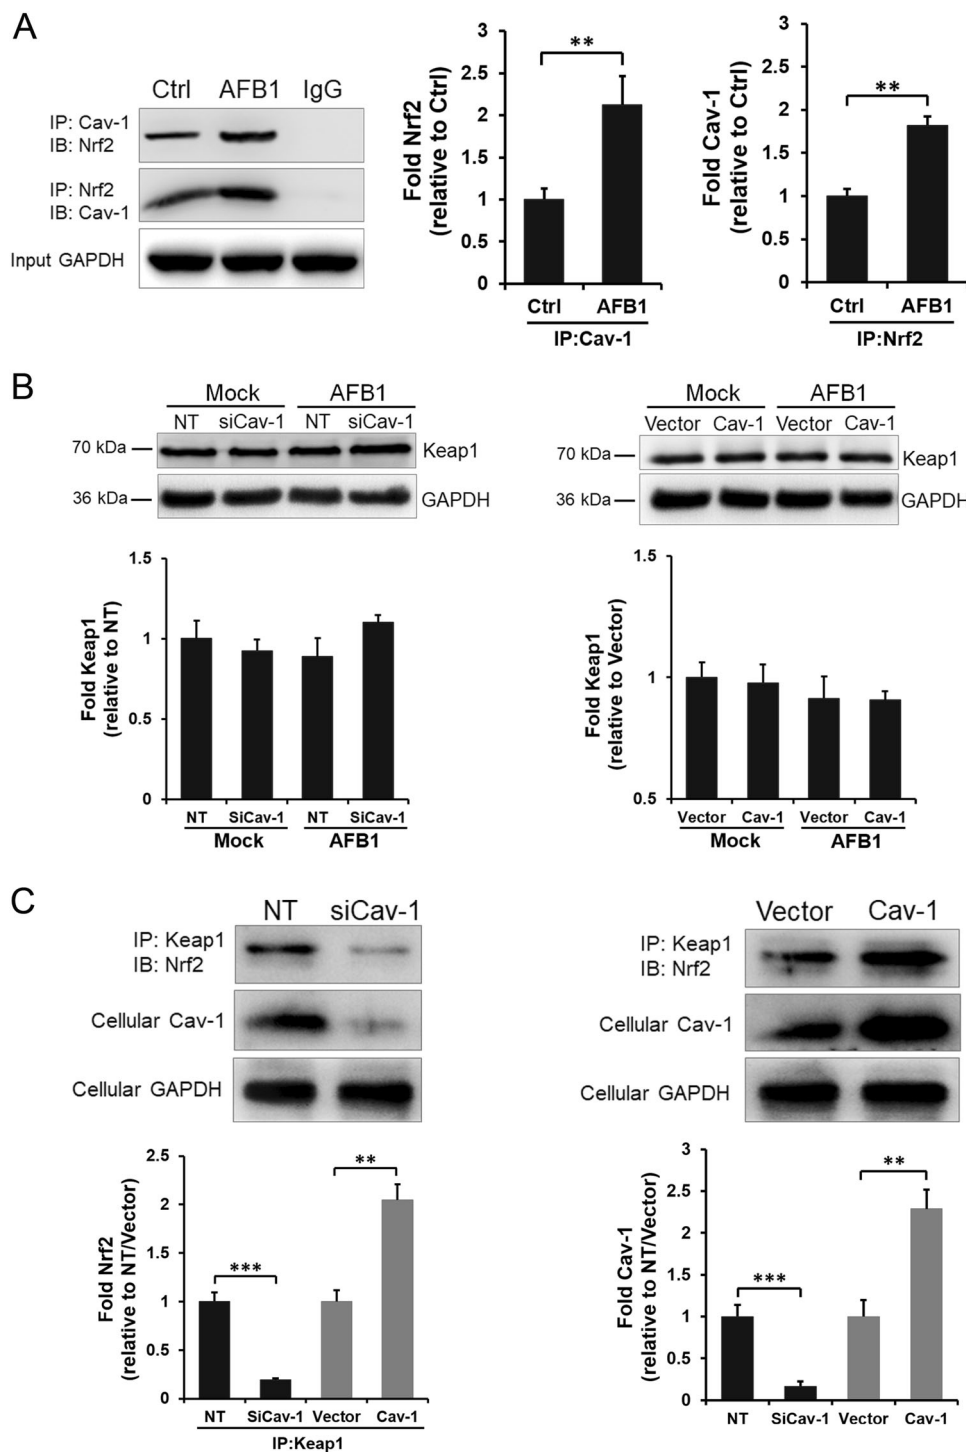 A
Ctrl AFB1 IgG
IP: Cav-1
IB: Nrf2
IP: Nrf2
IB: Cav-1
Input GAPDH
Fold Nrf2
(relative to Ctrl)
3
2.5
2
1.5
1
0.5
0
**
Ctrl AFB1
IP:Cav-1
Fold Cav-1
(relative to Ctrl)
3
2.5
2
1.5
1
0.5
0
**
Ctrl AFB1
IP:Nrf2
B
Mock AFB1
NT siCav-1 NT siCav-1
70 kDa Keap1
36 kDa GAPDH
Fold Keap1
(relative to NT)
1.5
1
0.5
0
NT SiCav-1 NT SiCav-1
Mock AFB1
Mock AFB1
Vector Cav-1 Vector Cav-1
70 kDa Keap1
36 kDa GAPDH
Fold Keap1
(relative to Vector)
1.5
1
0.5
Vector Cav-1 Vector Cav-1
Mock AFB1
C
NT siCav-1
IP: Keap1
IB: Nrf2
Cellular Cav-1
Cellular GAPDH
Vector Cav-1
IP: Keap1
IB: Nrf2
Cellular Cav-1
Cellular GAPDH
Fold Nrf2
(relative to NT/Vector)
2.5
2
1.5
1
0.5
0
***
**
NT SiCav-1 Vector Cav-1
IP:Keap1
Fold Cav-1
(relative to NT/Vector)
3
2.5
2
1.5
1
0.5
0
***
**
NT SiCav-1 Vector Cav-1